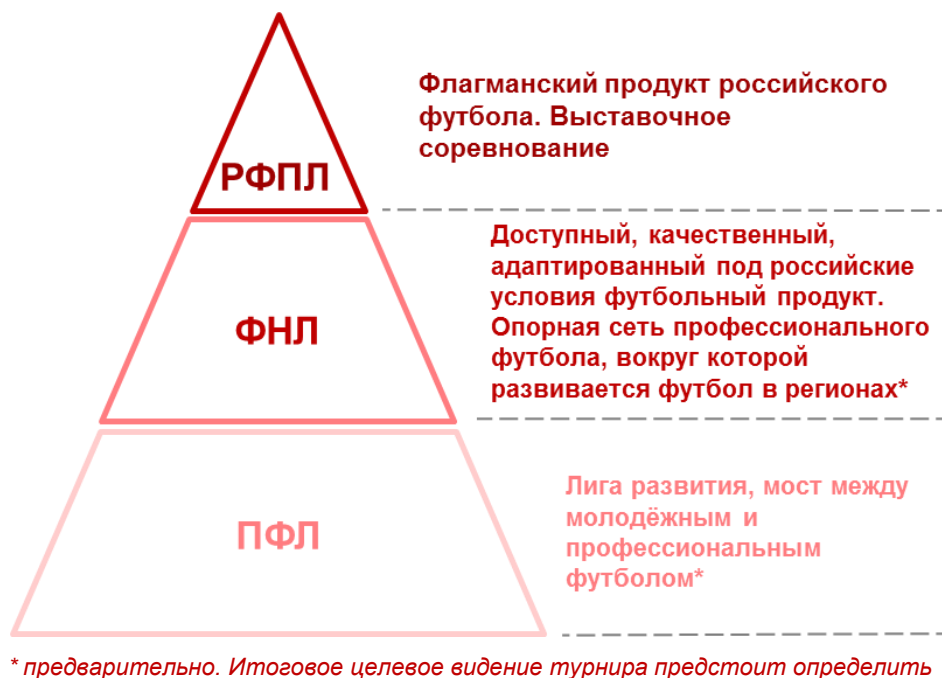 Флагманский продукт российского
футбола. Выставочное
соревнование
РФПЛ
Доступный, качественный,
адаптированный под российские
условия футбольный продукт.
Опорная сеть профессионального
футбола, вокруг которой
развивается футбол в регионах*
ФНЛ
Лига развития, мост между
молодёжным и
профессиональным
футболом*
ПФЛ
* предварительно. Итоговое целевое видение турнира предстоит определить